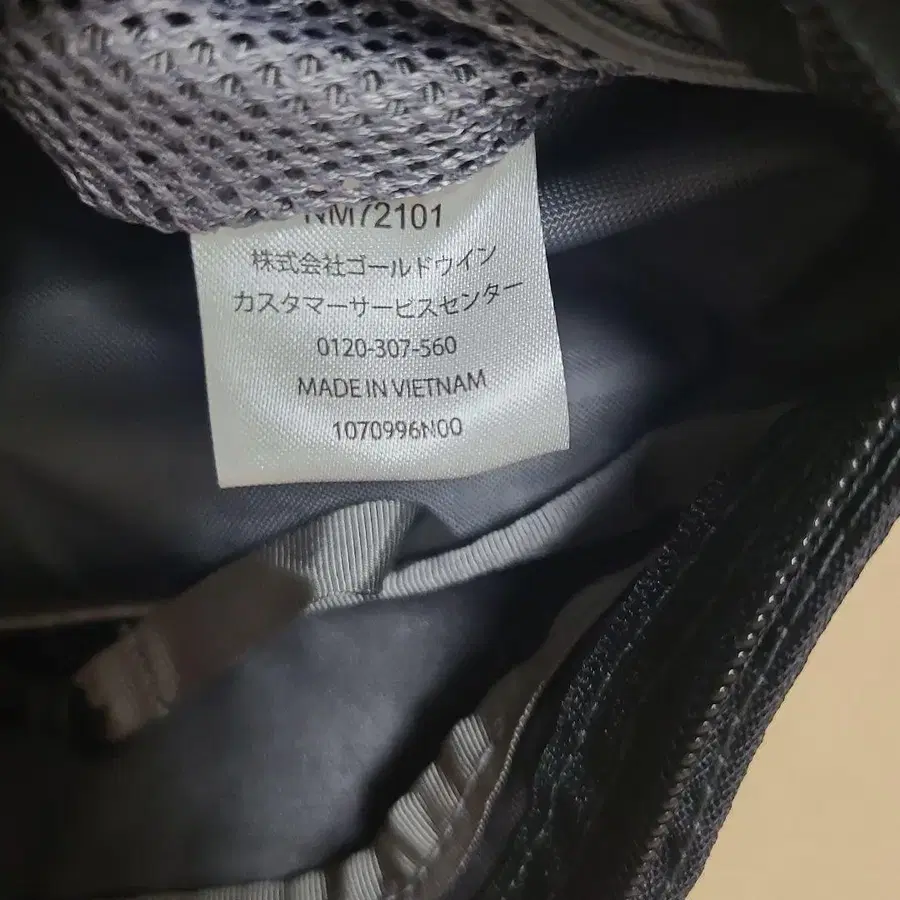 NM72101
株式会社ゴールドウイン
カスタマーサービスセンター
0120-307-560
MADE IN VIETNAM
1070996N00